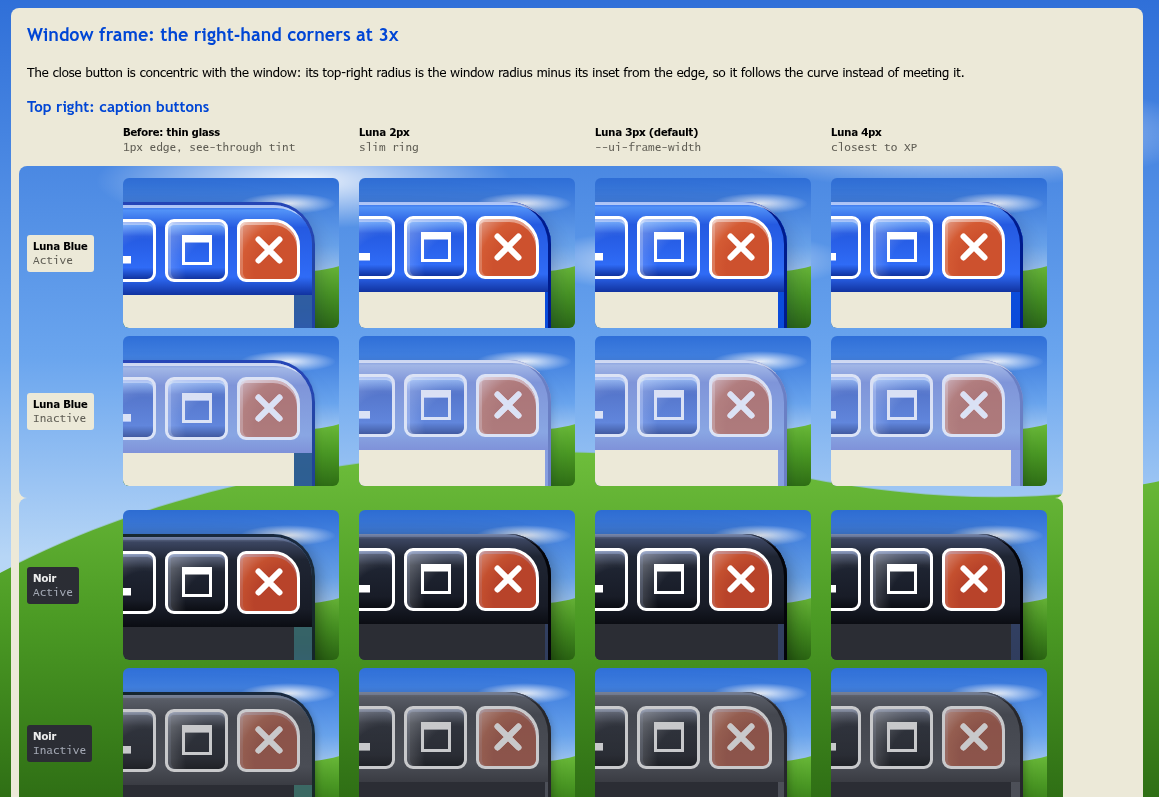 Window frame: the right-hand corners at 3x
The close button is concentric with the window: its top-right radius is the window radius minus its inset from the edge, so it follows the curve instead of meeting it.
Top right: caption buttons
Before: thin glass
1px edge, see-through tint
Luna 2px
slim ring
Luna 3px (default)
--ui-frame-width
Luna 4px
closest to XP
Luna Blue
Active
Luna Blue
Inactive
Noir
Active
Noir
Inactive